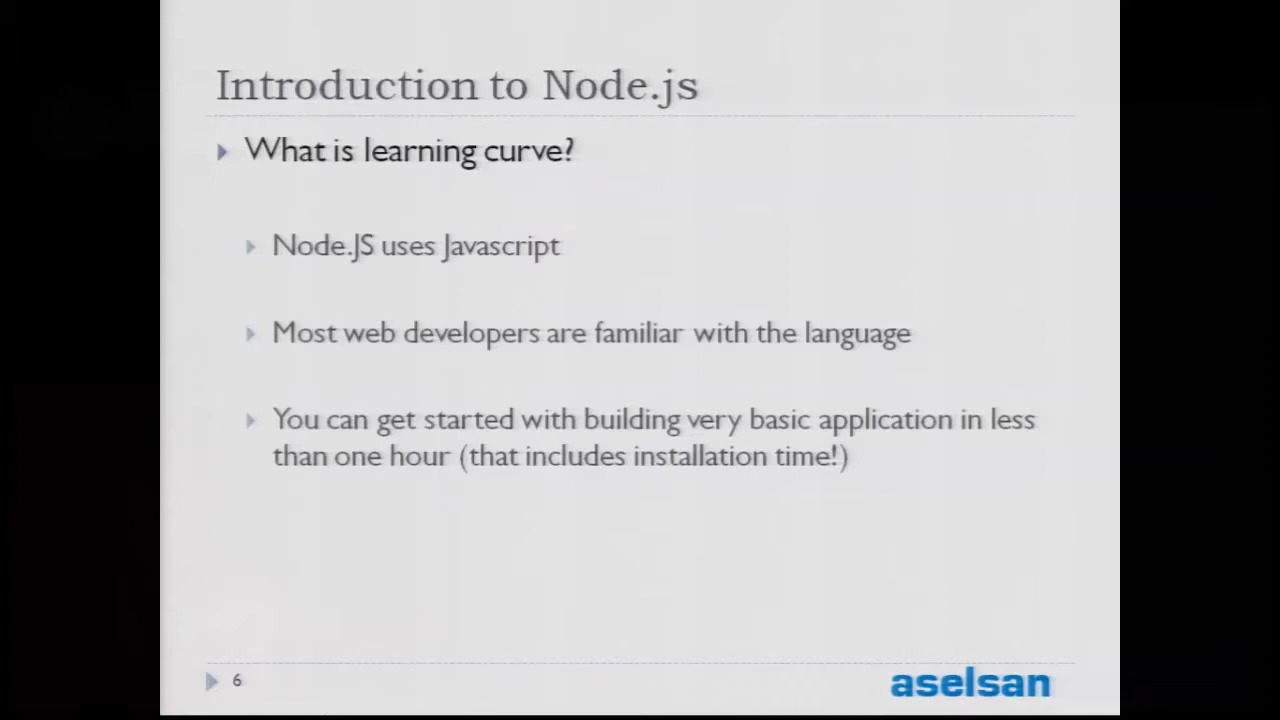 Introduction to Node.js
What is learning curve?
Node.JS uses Javascript
Most web developers are familiar with the language
You can get started with building very basic application in less
than one hour (that includes installation time!)
6
aselsan